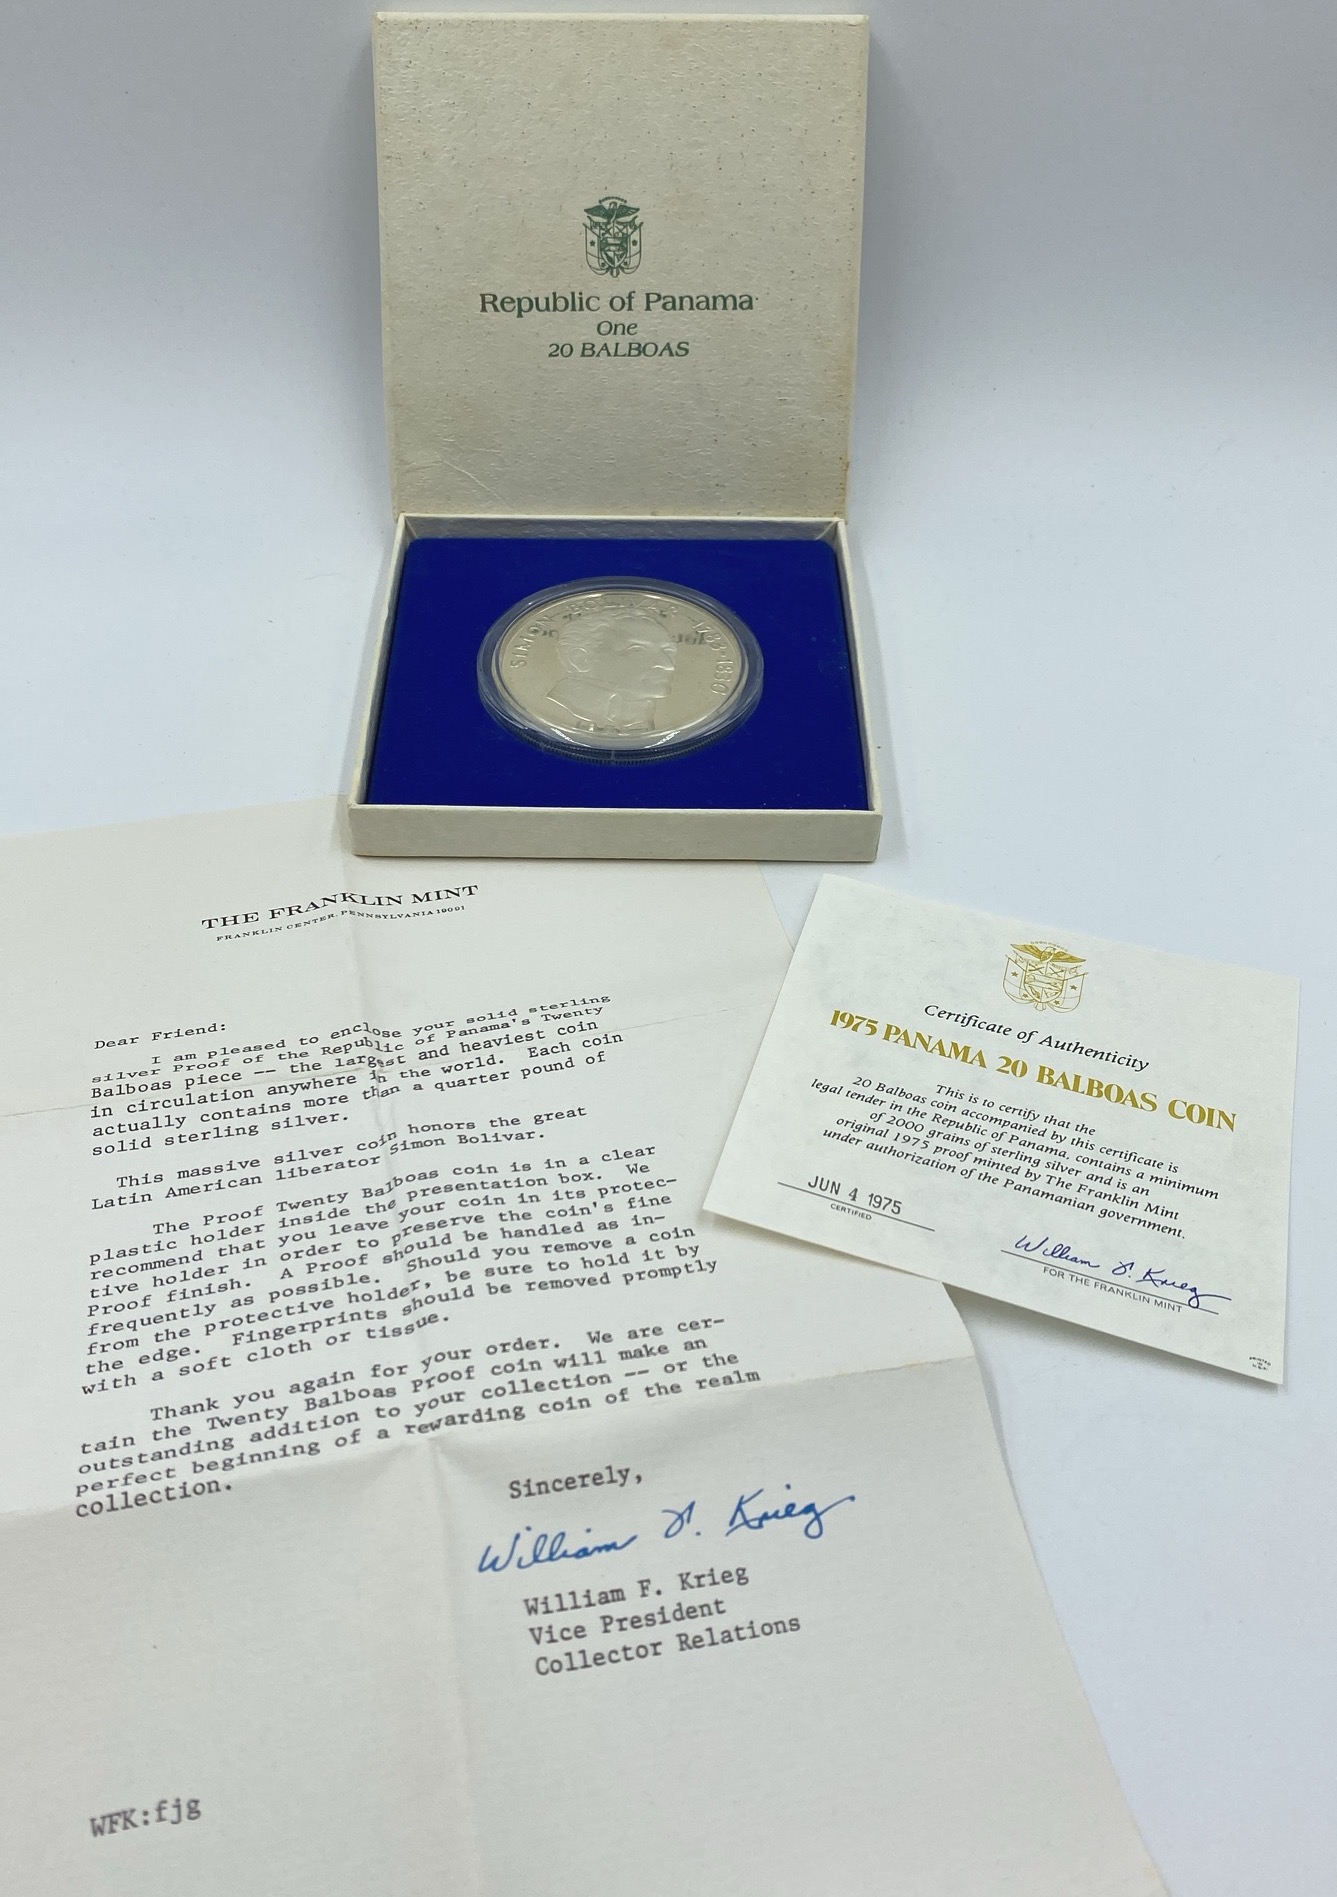 Republic of Panama
One
20 BALBOAS
SIMON BOLIVAR 1783-1830
THE FRANKLIN MINT
FRANKLIN CENTER, PENNSYLVANIA 19091
Dear Friend:
I am pleased to enclose your solid sterling
silver Proof of the Republic of Panama's Twenty
Balboas piece -- the largest and heaviest coin
in circulation anywhere in the world. Each coin
actually contains more than a quarter pound of
solid sterling silver.
This massive silver coin honors the great
Latin American liberator Simon Bolivar.
The Proof Twenty Balboas coin is in a clear
plastic holder inside the presentation box. We
recommend that you leave your coin in its protec-
tive holder in order to preserve the coin's fine
Proof finish. A Proof should be handled as in-
frequently as possible. Should you remove a coin
from the protective holder, be sure to hold it by
the edge. Fingerprints should be removed promptly
with a soft cloth or tissue.
Thank you again for your order. We are cer-
tain the Twenty Balboas Proof coin will make an
outstanding addition to your collection -- or the
perfect beginning of a rewarding coin of the realm
collection.
Sincerely,
William F. Krieg
William F. Krieg
Vice President
Collector Relations
WFK:fjg
Certificate of Authenticity
1975 PANAMA 20 BALBOAS COIN
This is to certify that the
20 Balboas coin accompanied by this certificate is
legal tender in the Republic of Panama, contains a minimum
of 2000 grains of sterling silver and is an
original 1975 proof minted by The Franklin Mint
under authorization of the Panamanian government.
JUN 4 1975
CERTIFIED
William F. Krieg
FOR THE FRANKLIN MINT
PRINTED
IN
U.S.A.